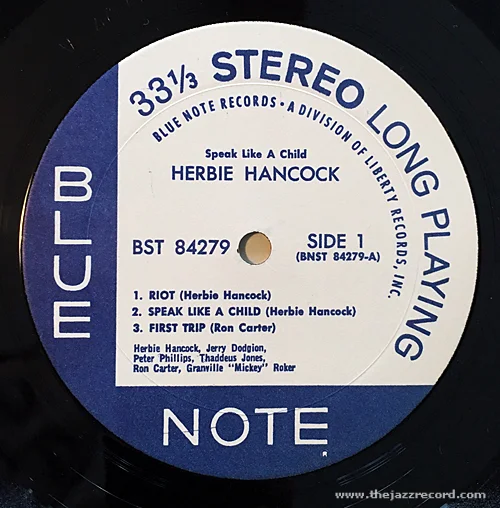 33⅓ STEREO LONG PLAYING
BLUE NOTE RECORDS • A DIVISION OF LIBERTY RECORDS, INC.
Speak Like A Child
HERBIE HANCOCK
BST 84279
SIDE 1
(BNST 84279-A)
1. RIOT (Herbie Hancock)
2. SPEAK LIKE A CHILD (Herbie Hancock)
3. FIRST TRIP (Ron Carter)
Herbie Hancock, Jerry Dodgion,
Peter Phillips, Thaddeus Jones,
Ron Carter, Granville "Mickey" Roker
BLUE
NOTE
R
www.thejazzrecord.com